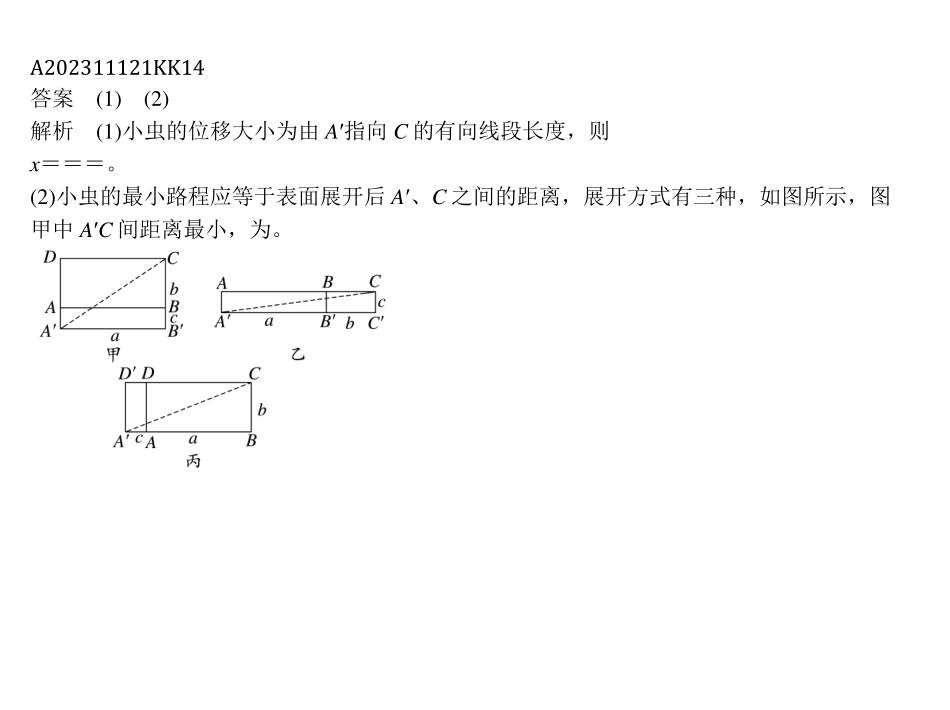 A202311121KK14
答案 (1) (2)
解析 (1)小虫的位移大小为由 A′指向 C 的有向线段长度，则
x＝＝＝。
(2)小虫的最小路程应等于表面展开后 A′、C 之间的距离，展开方式有三种，如图所示，图
甲中 A′C 间距离最小，为。
D C
b
A B
c
A′ a B′
甲
A B C
c
A′ a B′ b C′
乙
D′ D C
b
A′ c A a B
丙